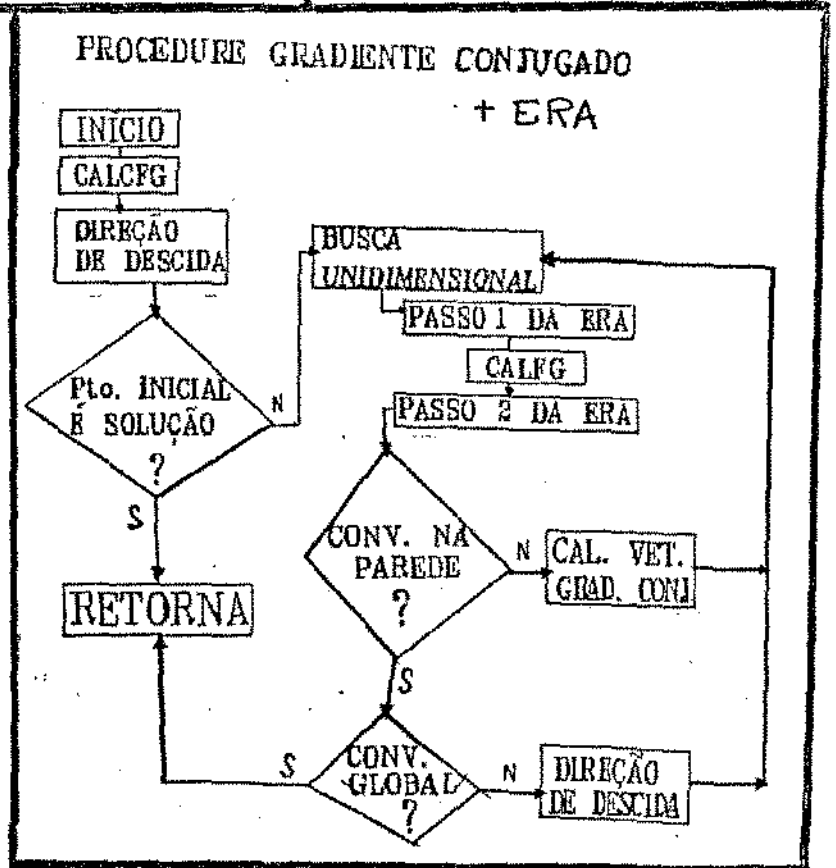 PROCEDURE GRADIENTE CONJUGADO
+ ERA
INICIO
CALCFG
DIREÇÃO
DE DESCIDA
Pto. INICIAL
É SOLUÇÃO
?
N
S
RETORNA
BUSCA
UNIDIMENSIONAL
PASSO 1 DA ERA
CALFG
PASSO 2 DA ERA
CONV. NA
PAREDE
?
N
CAL. VET.
GRAD. CONJ
S
CONV.
GLOBAL
?
S
N
DIREÇÃO
DE DESCIDA